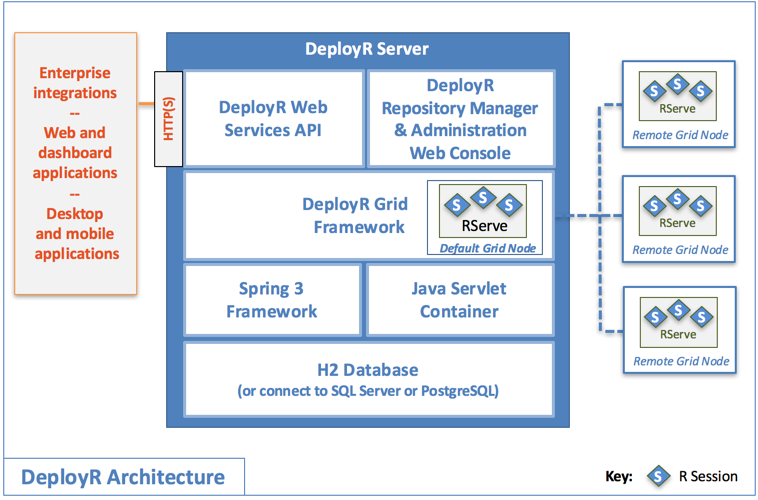 DeployR Server
Enterprise
integrations
--
Web and
dashboard
applications
--
Desktop
and mobile
applications
HTTP(S)
DeployR Web
Services API
DeployR
Repository Manager
& Administration
Web Console
DeployR Grid
Framework
S S S
RServe
Default Grid Node
Spring 3
Framework
Java Servlet
Container
H2 Database
(or connect to SQL Server or PostgreSQL)
S S S
RServe
Remote Grid Node
S S S
RServe
Remote Grid Node
S S S
RServe
Remote Grid Node
DeployR Architecture
Key: S R Session